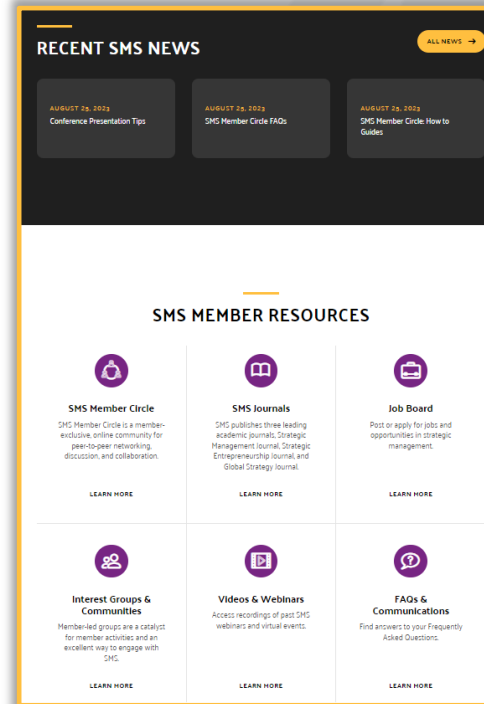 RECENT SMS NEWS
ALL NEWS →
AUGUST 25, 2023
Conference Presentation Tips
AUGUST 25, 2023
SMS Member Circle FAQs
AUGUST 25, 2023
SMS Member Circle: How to
Guides
SMS MEMBER RESOURCES
SMS Member Circle
SMS Member Circle is a member-
exclusive, online community for
peer-to-peer networking,
discussion, and collaboration.
LEARN MORE
SMS Journals
SMS publishes three leading
academic journals, Strategic
Management Journal, Strategic
Entrepreneurship Journal, and
Global Strategy Journal.
LEARN MORE
Job Board
Post or apply for jobs and
opportunities in strategic
management.
LEARN MORE
Interest Groups &
Communities
Member-led groups are a catalyst
for member activities and an
excellent way to engage with
SMS.
LEARN MORE
Videos & Webinars
Access recordings of past SMS
webinars and virtual events.
LEARN MORE
FAQs &
Communications
Find answers to your Frequently
Asked Questions.
LEARN MORE